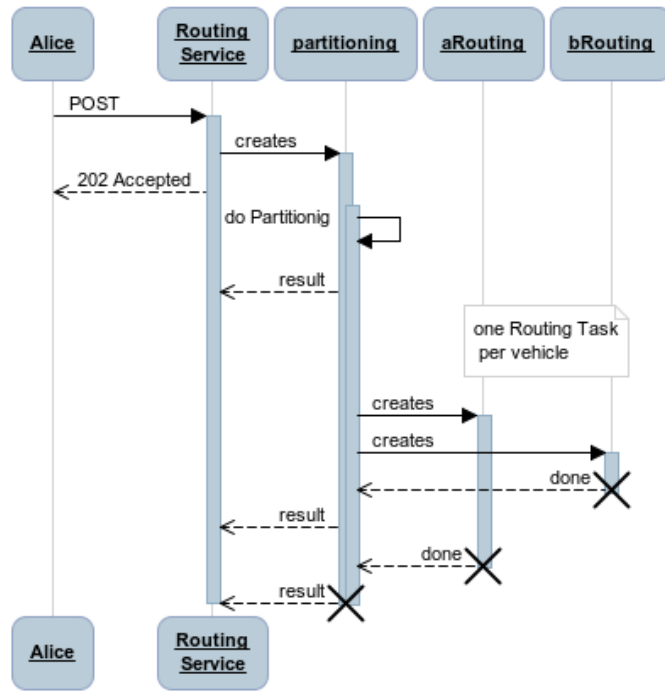 Alice
Routing
Service
partitioning
aRouting
bRouting
POST
creates
202 Accepted
do Partitionig
result
one Routing Task
per vehicle
creates
creates
done
result
done
result
Alice
Routing
Service